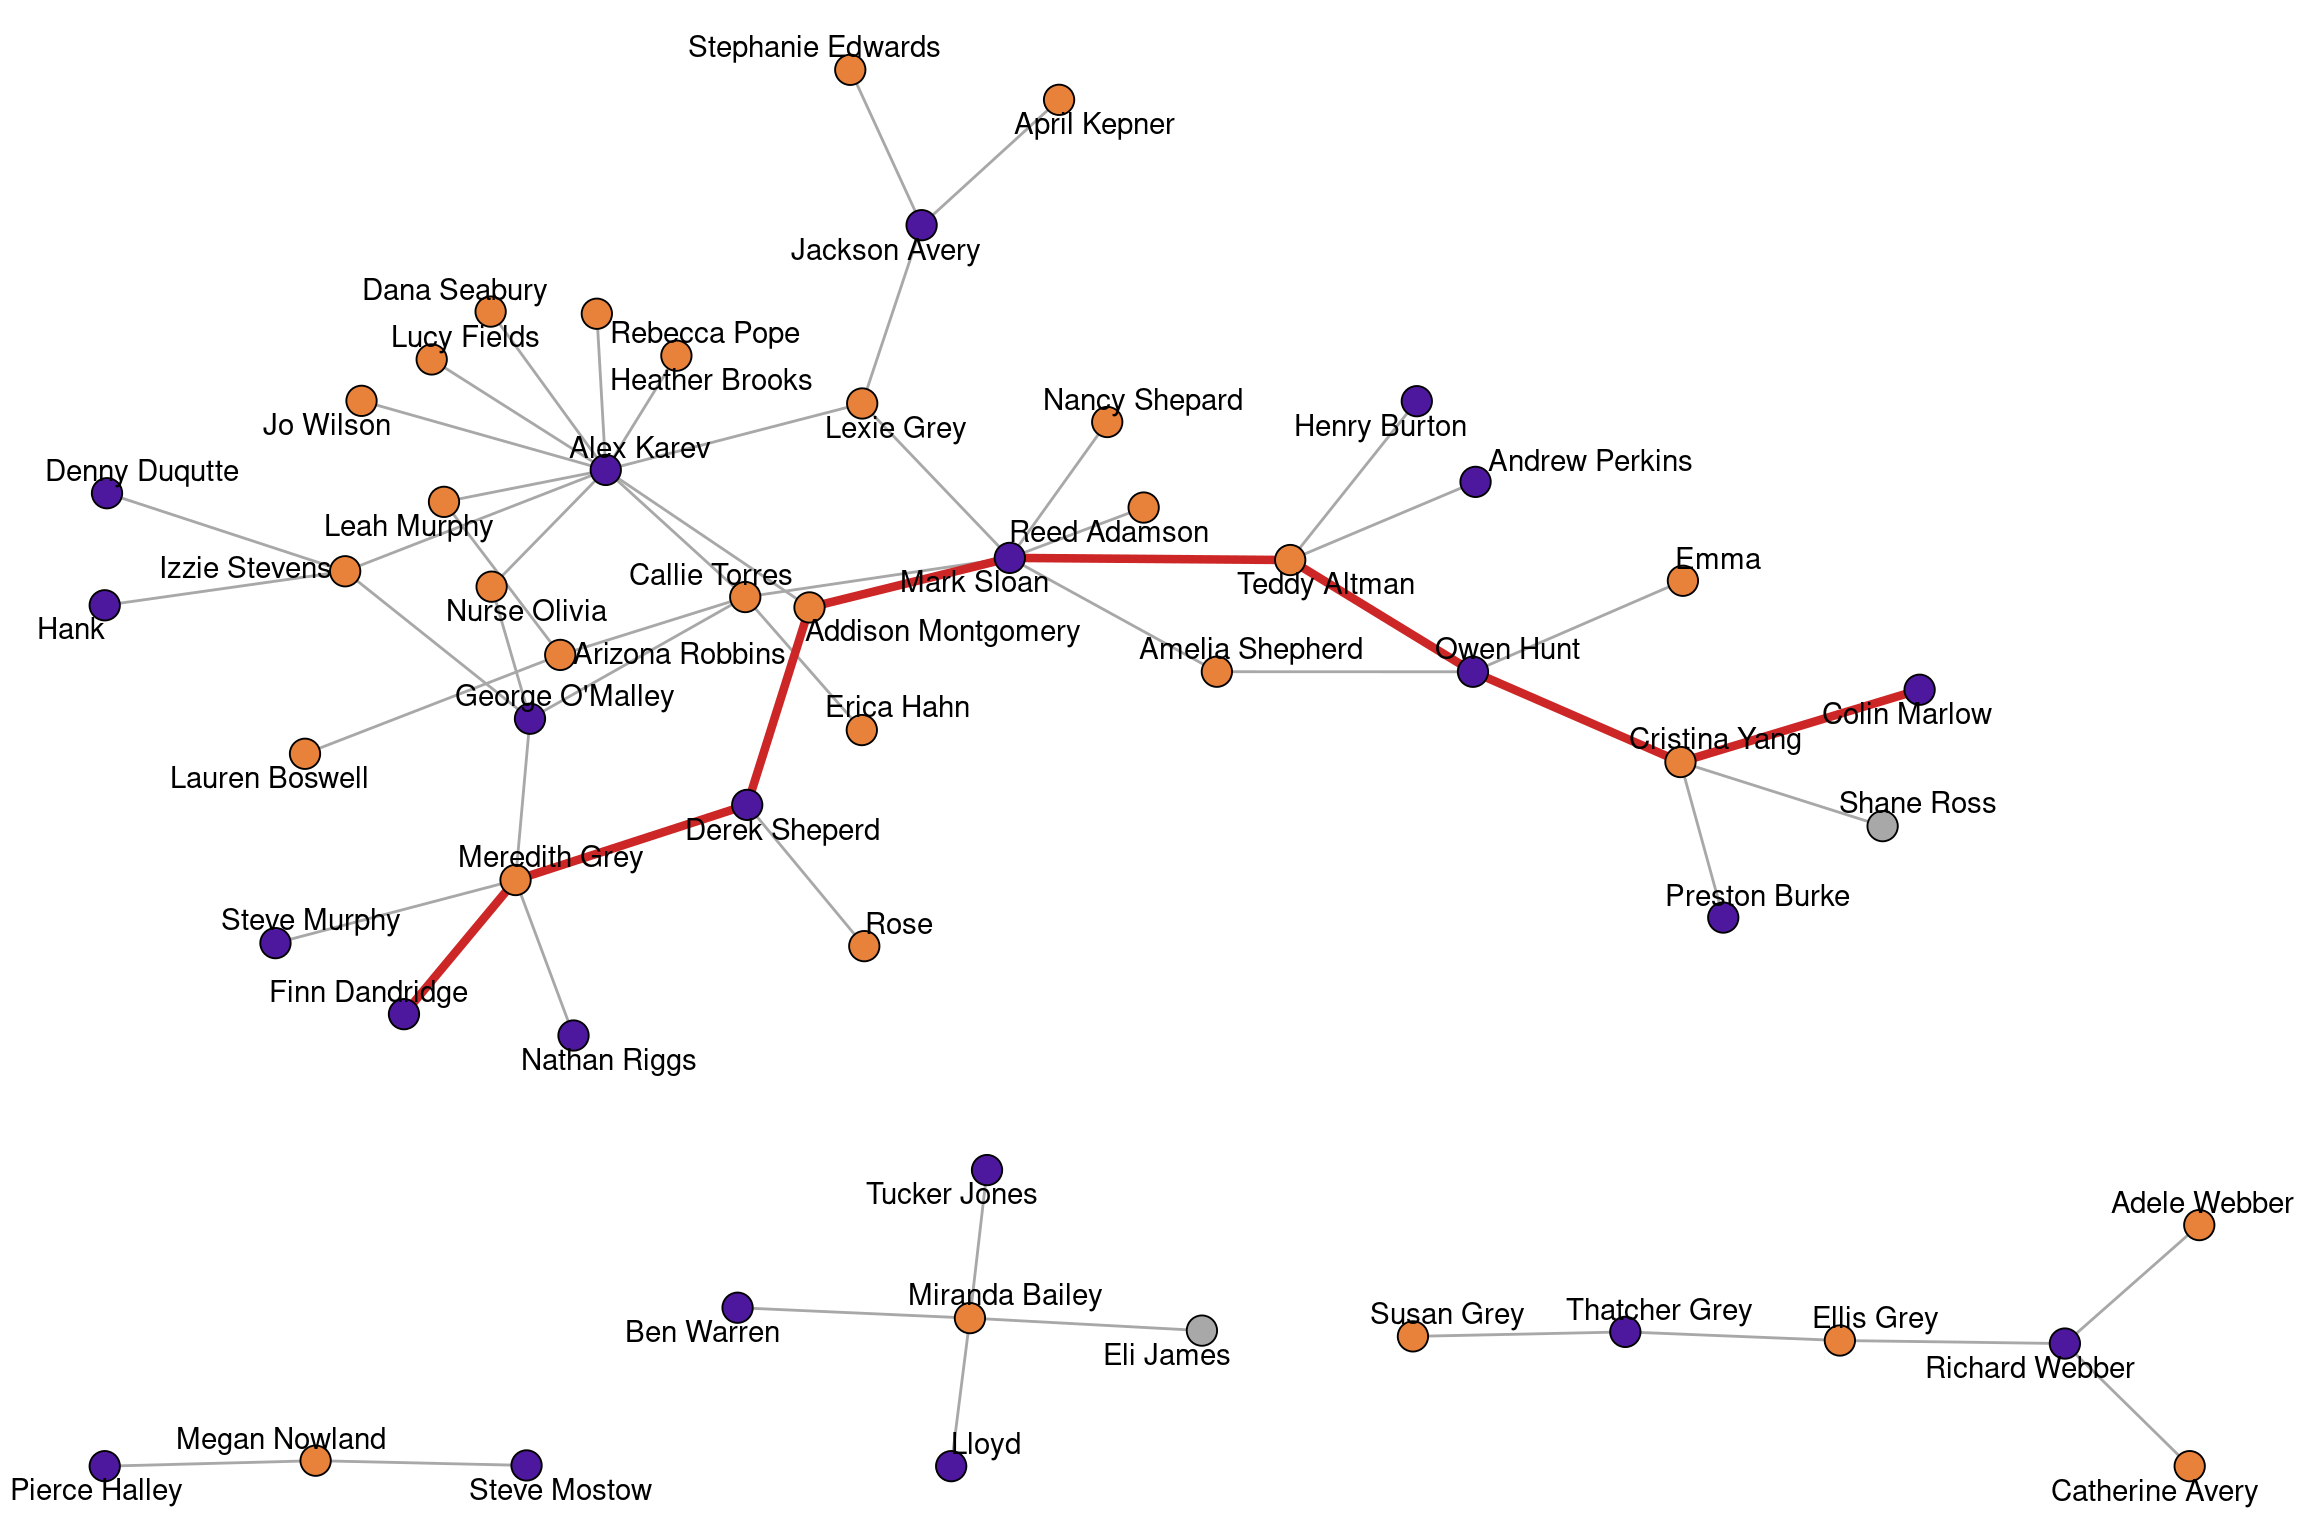 Stephanie Edwards
April Kepner
Jackson Avery
Dana Seabury
Rebecca Pope
Lucy Fields
Heather Brooks
Jo Wilson
Lexie Grey
Nancy Shepard
Henry Burton
Alex Karev
Andrew Perkins
Denny Duqutte
Leah Murphy
Reed Adamson
Izzie Stevens
Callie Torres
Mark Sloan
Teddy Altman
Emma
Nurse Olivia
Hank
Addison Montgomery
Arizona Robbins
Amelia Shepherd
Owen Hunt
George O'Malley
Erica Hahn
Colin Marlow
Cristina Yang
Lauren Boswell
Shane Ross
Derek Sheperd
Meredith Grey
Preston Burke
Steve Murphy
Rose
Finn Dandridge
Nathan Riggs
Tucker Jones
Adele Webber
Miranda Bailey
Ben Warren
Eli James
Susan Grey
Thatcher Grey
Ellis Grey
Richard Webber
Megan Nowland
Lloyd
Pierce Halley
Steve Mostow
Catherine Avery